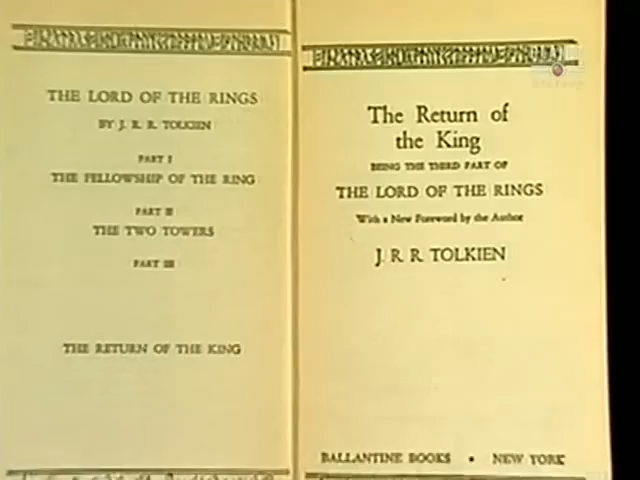 THE LORD OF THE RINGS
BY J. R. R. TOLKIEN
PART I
THE FELLOWSHIP OF THE RING
PART II
THE TWO TOWERS
PART III
THE RETURN OF THE KING
The Return of
the King
BEING THE THIRD PART OF
THE LORD OF THE RINGS
With a New Foreword by the Author
J. R. R. TOLKIEN
BALLANTINE BOOKS • NEW YORK